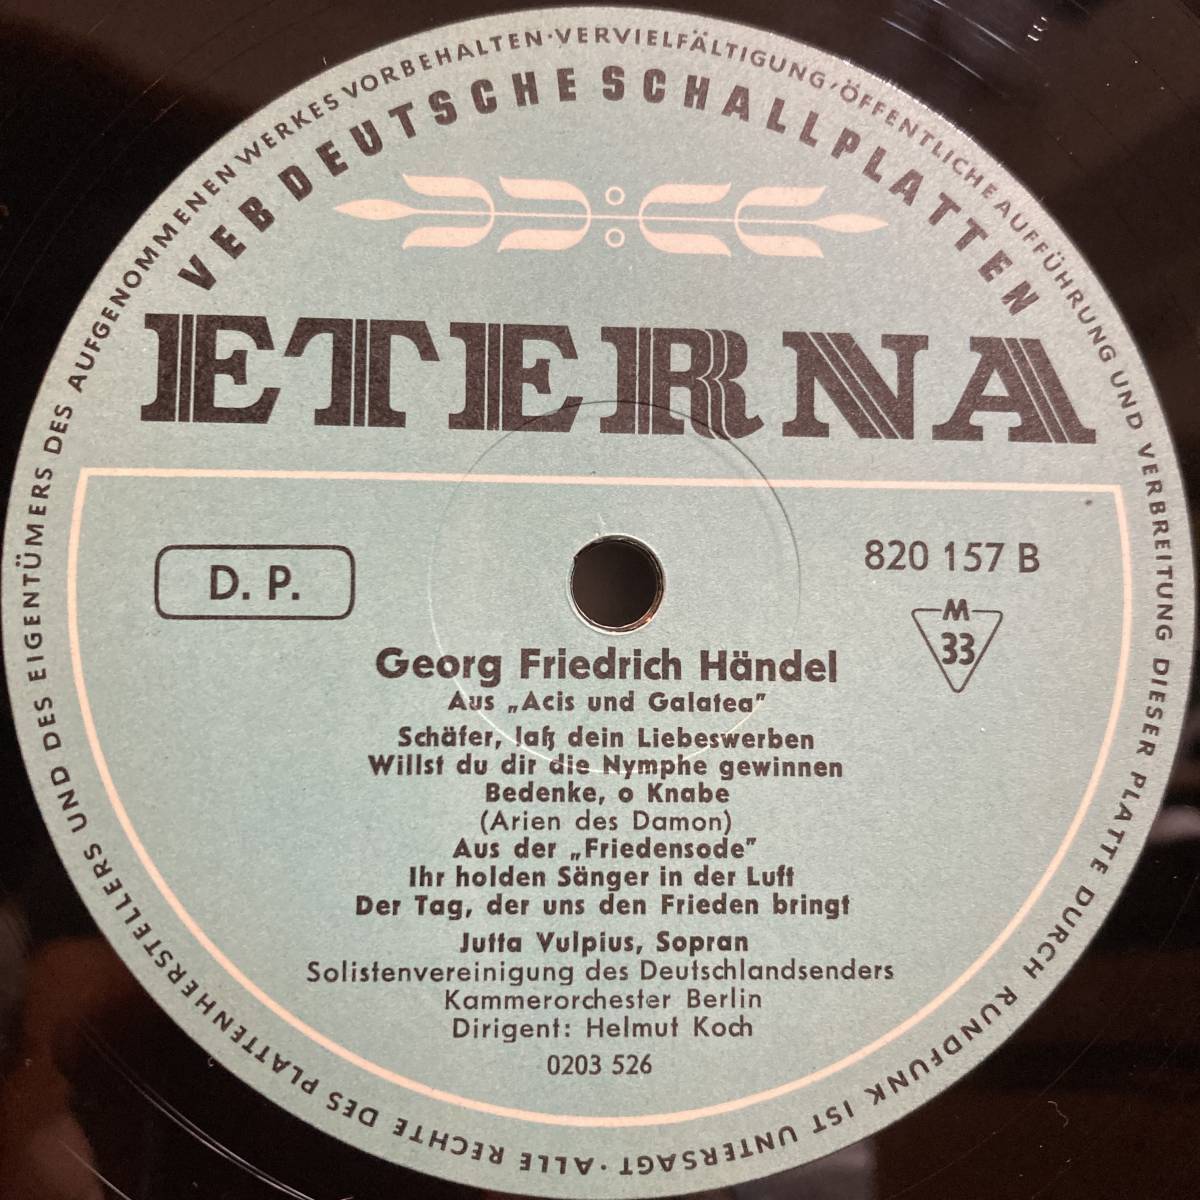 ALLE RECHTE DES PLATTENHERSTELLERS UND DES EIGENTÜMERS DES AUFGENOMMENEN WERKES VORBEHALTEN · VERVIELFÄLTIGUNG, ÖFFENTLICHE AUFFÜHRUNG UND VERBREITUNG DIESER PLATTE DURCH RUNDFUNK IST UNTERSAGT ·
VEB DEUTSCHE SCHALLPLATTEN
ETERNA
D. P.
820 157 B
M
33
Georg Friedrich Händel
Aus „Acis und Galatea"
Schäfer, laß dein Liebeswerben
Willst du dir die Nymphe gewinnen
Bedenke, o Knabe
(Arien des Damon)
Aus der „Friedensode"
Ihr holden Sänger in der Luft
Der Tag, der uns den Frieden bringt
Jutta Vulpius, Sopran
Solistenvereinigung des Deutschlandsenders
Kammerorchester Berlin
Dirigent: Helmut Koch
0203 526